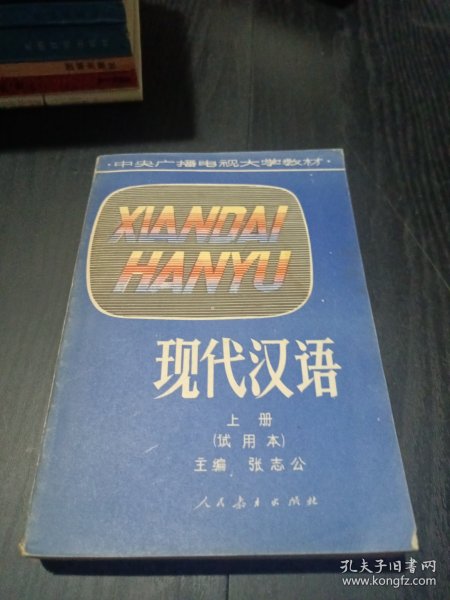 ·中央广播电视大学教材·
XIANDAI
HANYU
现代汉语
上册
(试用本)
主编 张志公
人民教育出版社
孔夫子旧书网
www.kongfz.com